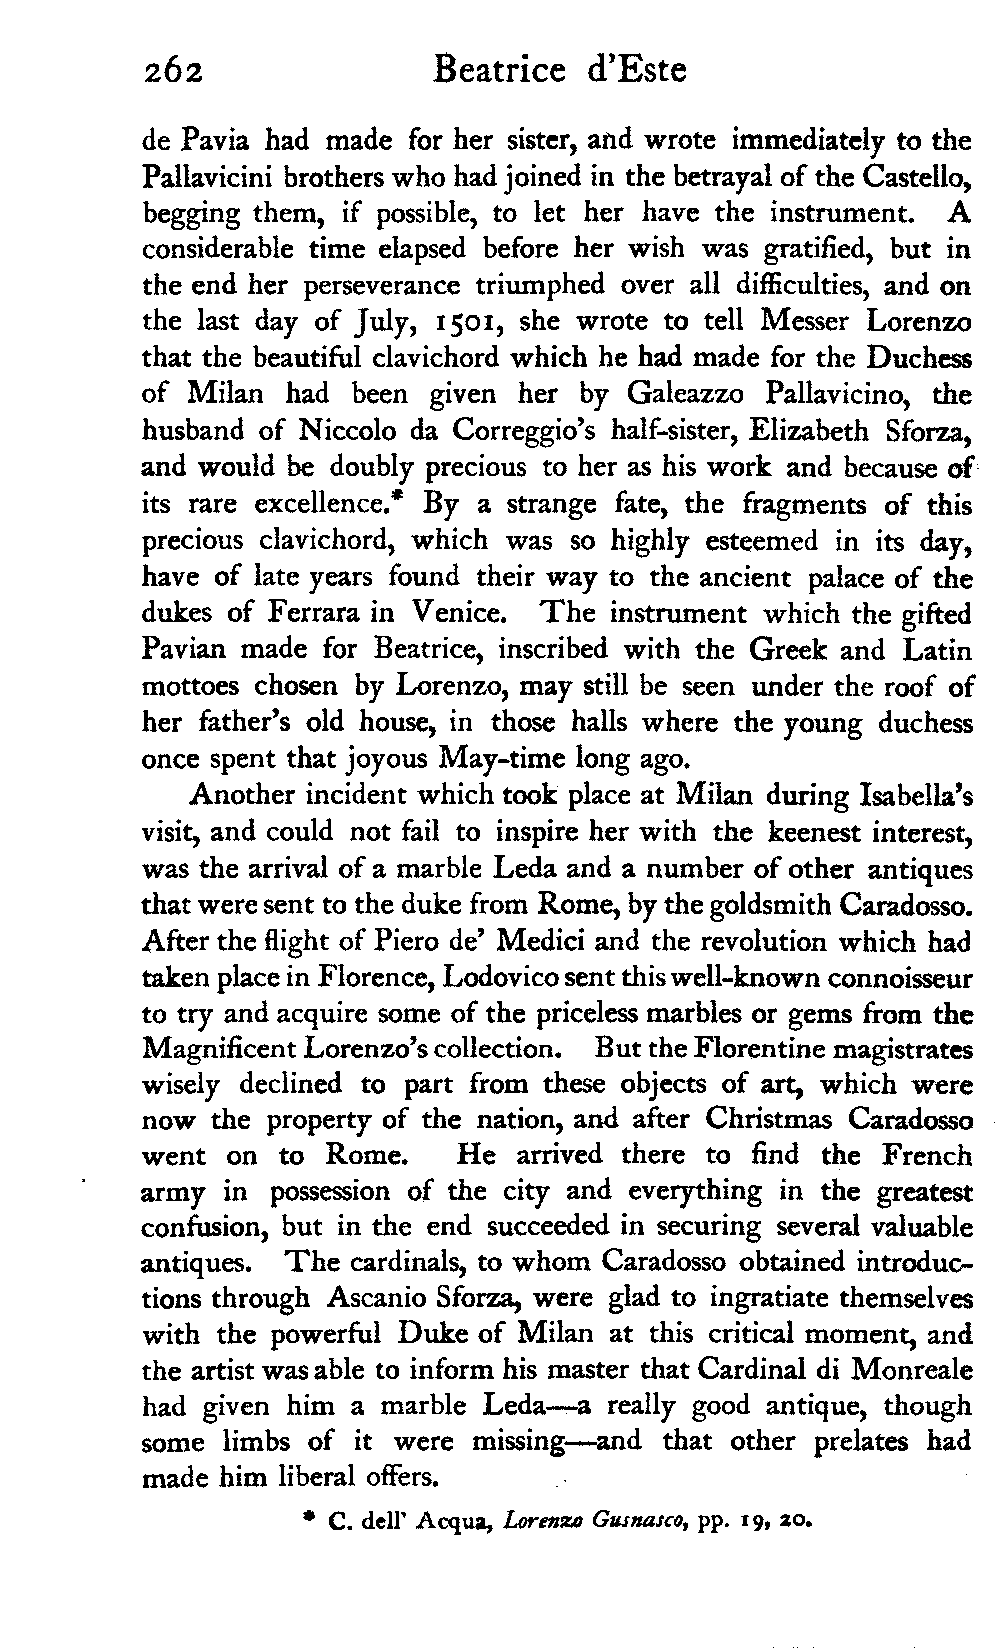 262 Beatrice d'Este
de Pavia had made for her sister, and wrote immediately to the
Pallavicini brothers who had joined in the betrayal of the Castello,
begging them, if possible, to let her have the instrument. A
considerable time elapsed before her wish was gratified, but in
the end her perseverance triumphed over all difficulties, and on
the last day of July, 1501, she wrote to tell Messer Lorenzo
that the beautiful clavichord which he had made for the Duchess
of Milan had been given her by Galeazzo Pallavicino, the
husband of Niccolo da Correggio's half-sister, Elizabeth Sforza,
and would be doubly precious to her as his work and because of
its rare excellence.* By a strange fate, the fragments of this
precious clavichord, which was so highly esteemed in its day,
have of late years found their way to the ancient palace of the
dukes of Ferrara in Venice. The instrument which the gifted
Pavian made for Beatrice, inscribed with the Greek and Latin
mottoes chosen by Lorenzo, may still be seen under the roof of
her father's old house, in those halls where the young duchess
once spent that joyous May-time long ago.
Another incident which took place at Milan during Isabella's
visit, and could not fail to inspire her with the keenest interest,
was the arrival of a marble Leda and a number of other antiques
that were sent to the duke from Rome, by the goldsmith Caradosso.
After the flight of Piero de' Medici and the revolution which had
taken place in Florence, Lodovico sent this well-known connoisseur
to try and acquire some of the priceless marbles or gems from the
Magnificent Lorenzo's collection. But the Florentine magistrates
wisely declined to part from these objects of art, which were
now the property of the nation, and after Christmas Caradosso
went on to Rome. He arrived there to find the French
army in possession of the city and everything in the greatest
confusion, but in the end succeeded in securing several valuable
antiques. The cardinals, to whom Caradosso obtained introduc-
tions through Ascanio Sforza, were glad to ingratiate themselves
with the powerful Duke of Milan at this critical moment, and
the artist was able to inform his master that Cardinal di Monreale
had given him a marble Leda—a really good antique, though
some limbs of it were missing—and that other prelates had
made him liberal offers.
* C. dell' Acqua, Lorenzo Gusnasco, pp. 19, 20.